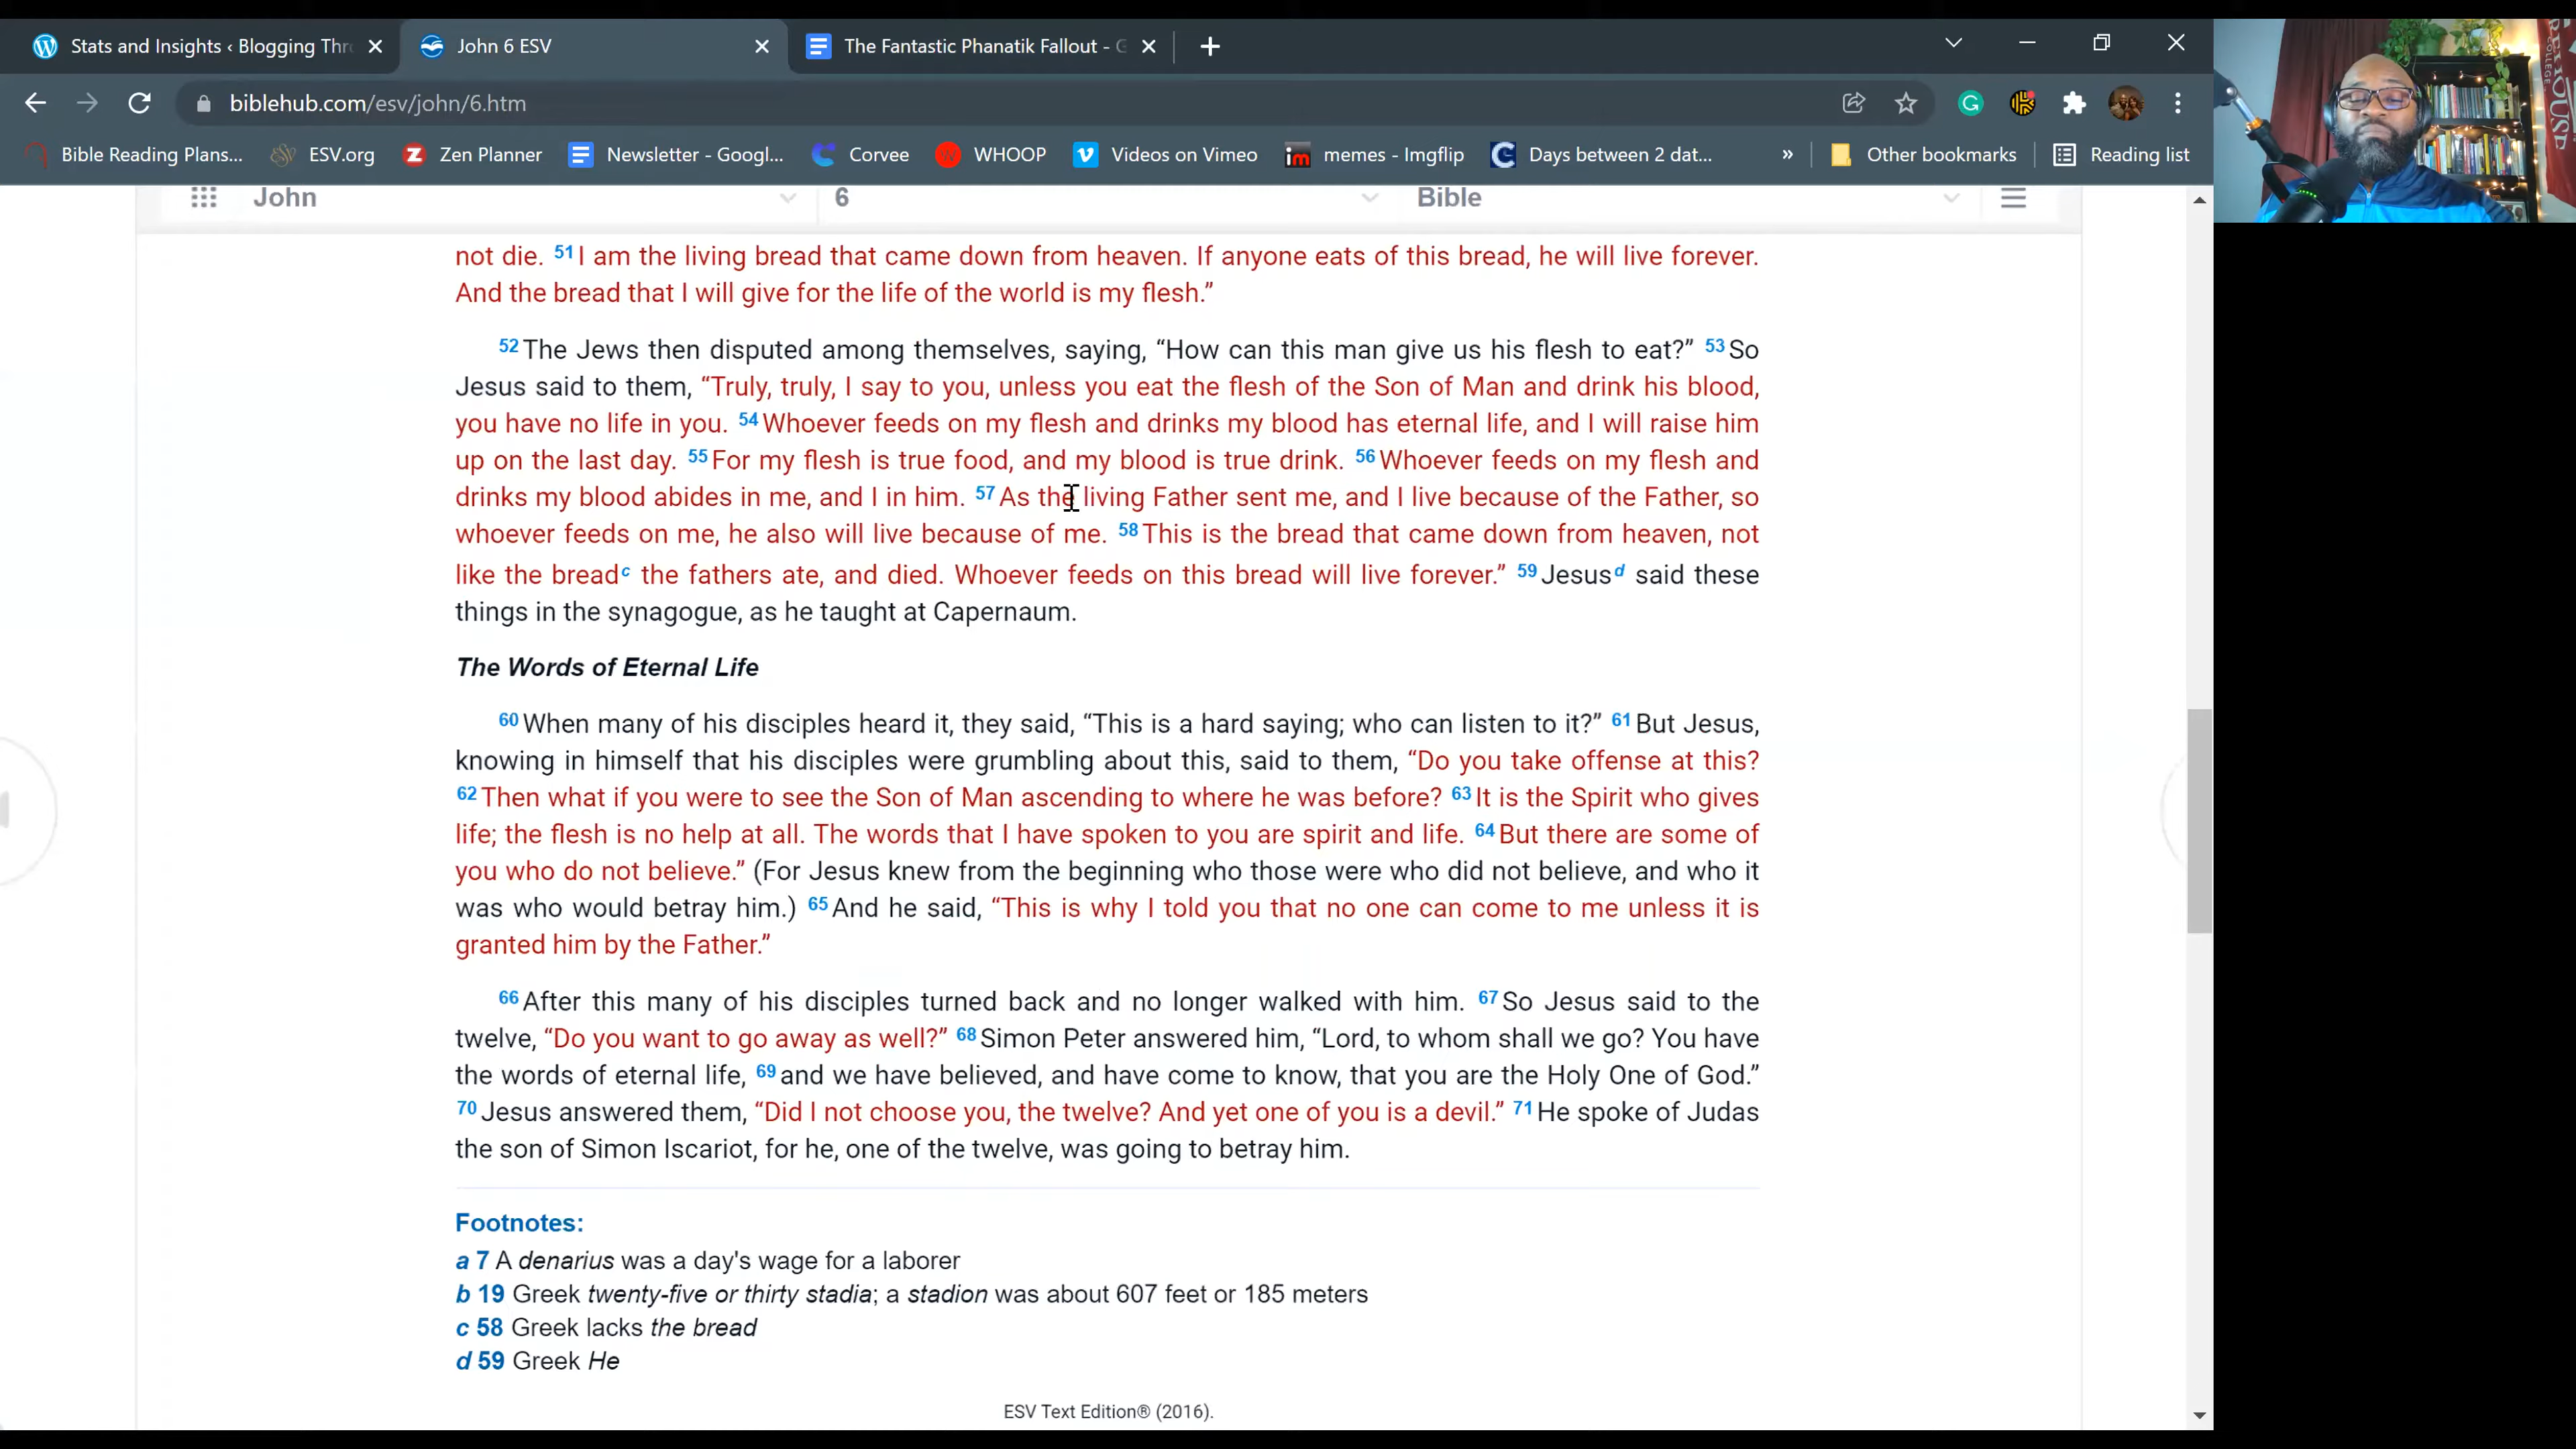 Stats and Insights ‹ Blogging Thr
John 6 ESV
The Fantastic Phanatik Fallout - G
biblehub.com/esv/john/6.htm
Bible Reading Plans...
ESV.org
Zen Planner
Newsletter - Googl...
Corvee
WHOOP
Videos on Vimeo
memes - Imgflip
Days between 2 dat...
»
Other bookmarks
Reading list
John
6
Bible
not die. 51 I am the living bread that came down from heaven. If anyone eats of this bread, he will live forever.
And the bread that I will give for the life of the world is my flesh.”
52 The Jews then disputed among themselves, saying, “How can this man give us his flesh to eat?” 53 So
Jesus said to them, “Truly, truly, I say to you, unless you eat the flesh of the Son of Man and drink his blood,
you have no life in you. 54 Whoever feeds on my flesh and drinks my blood has eternal life, and I will raise him
up on the last day. 55 For my flesh is true food, and my blood is true drink. 56 Whoever feeds on my flesh and
drinks my blood abides in me, and I in him. 57 As the living Father sent me, and I live because of the Father, so
whoever feeds on me, he also will live because of me. 58 This is the bread that came down from heaven, not
like the bread c the fathers ate, and died. Whoever feeds on this bread will live forever.” 59 Jesus d said these
things in the synagogue, as he taught at Capernaum.
The Words of Eternal Life
60 When many of his disciples heard it, they said, “This is a hard saying; who can listen to it?” 61 But Jesus,
knowing in himself that his disciples were grumbling about this, said to them, “Do you take offense at this?
62 Then what if you were to see the Son of Man ascending to where he was before? 63 It is the Spirit who gives
life; the flesh is no help at all. The words that I have spoken to you are spirit and life. 64 But there are some of
you who do not believe.” (For Jesus knew from the beginning who those were who did not believe, and who it
was who would betray him.) 65 And he said, “This is why I told you that no one can come to me unless it is
granted him by the Father.”
66 After this many of his disciples turned back and no longer walked with him. 67 So Jesus said to the
twelve, “Do you want to go away as well?” 68 Simon Peter answered him, “Lord, to whom shall we go? You have
the words of eternal life, 69 and we have believed, and have come to know, that you are the Holy One of God.”
70 Jesus answered them, “Did I not choose you, the twelve? And yet one of you is a devil.” 71 He spoke of Judas
the son of Simon Iscariot, for he, one of the twelve, was going to betray him.
Footnotes:
a 7 A denarius was a day's wage for a laborer
b 19 Greek twenty-five or thirty stadia; a stadion was about 607 feet or 185 meters
c 58 Greek lacks the bread
d 59 Greek He
ESV Text Edition® (2016).